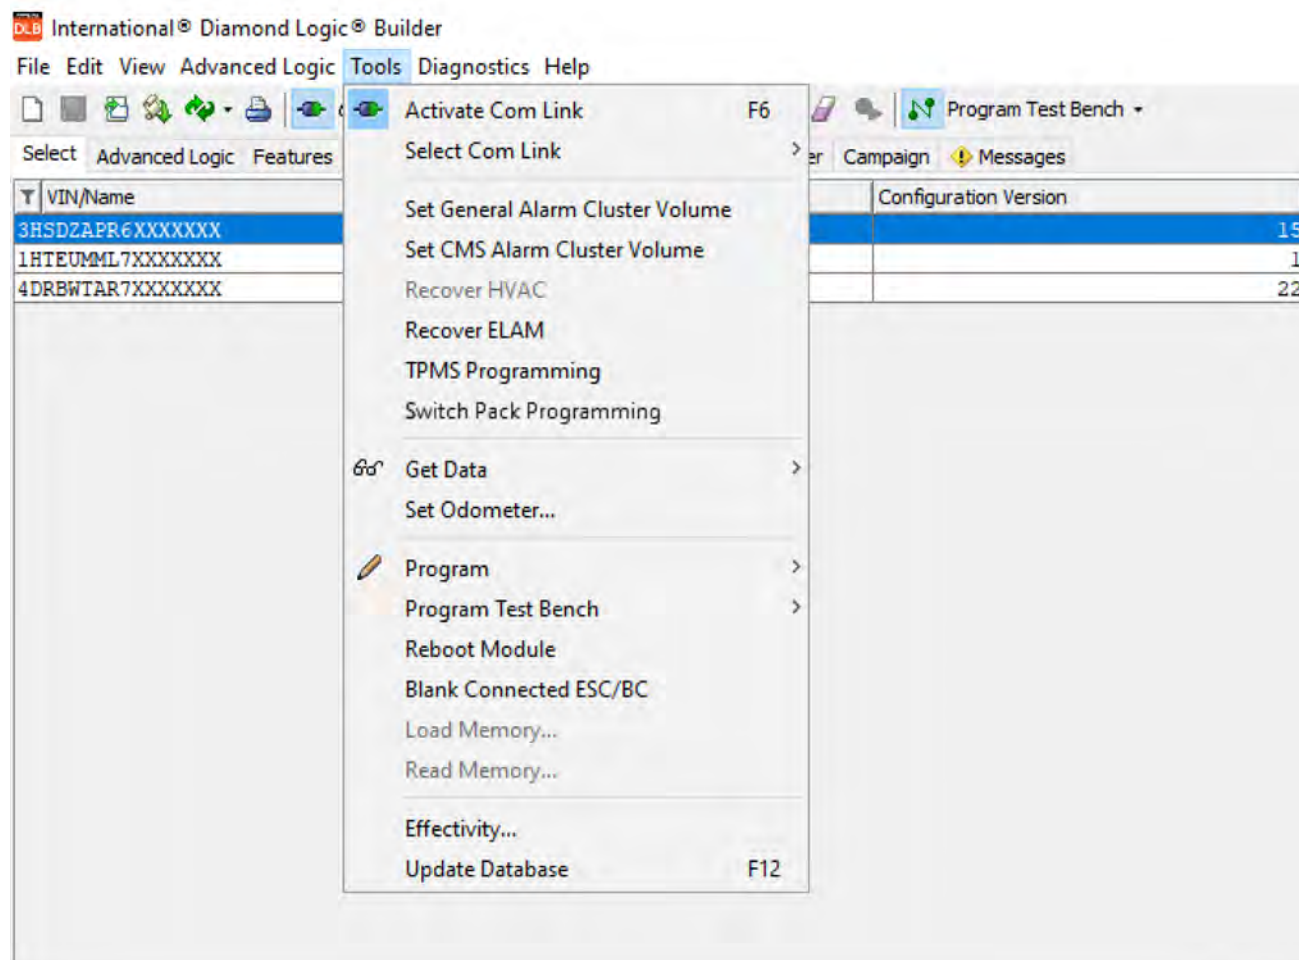 DLB International® Diamond Logic® Builder
File Edit View Advanced Logic Tools Diagnostics Help
Program Test Bench
Select Advanced Logic Features Campaign Messages
VIN/Name Configuration Version
3HSDZAPR6XXXXXXX 15
1HTEUMML7XXXXXXX 1
4DRBWTAR7XXXXXXX 22
Activate Com Link F6
Select Com Link
Set General Alarm Cluster Volume
Set CMS Alarm Cluster Volume
Recover HVAC
Recover ELAM
TPMS Programming
Switch Pack Programming
Get Data
Set Odometer...
Program
Program Test Bench
Reboot Module
Blank Connected ESC/BC
Load Memory...
Read Memory...
Effectivity...
Update Database F12